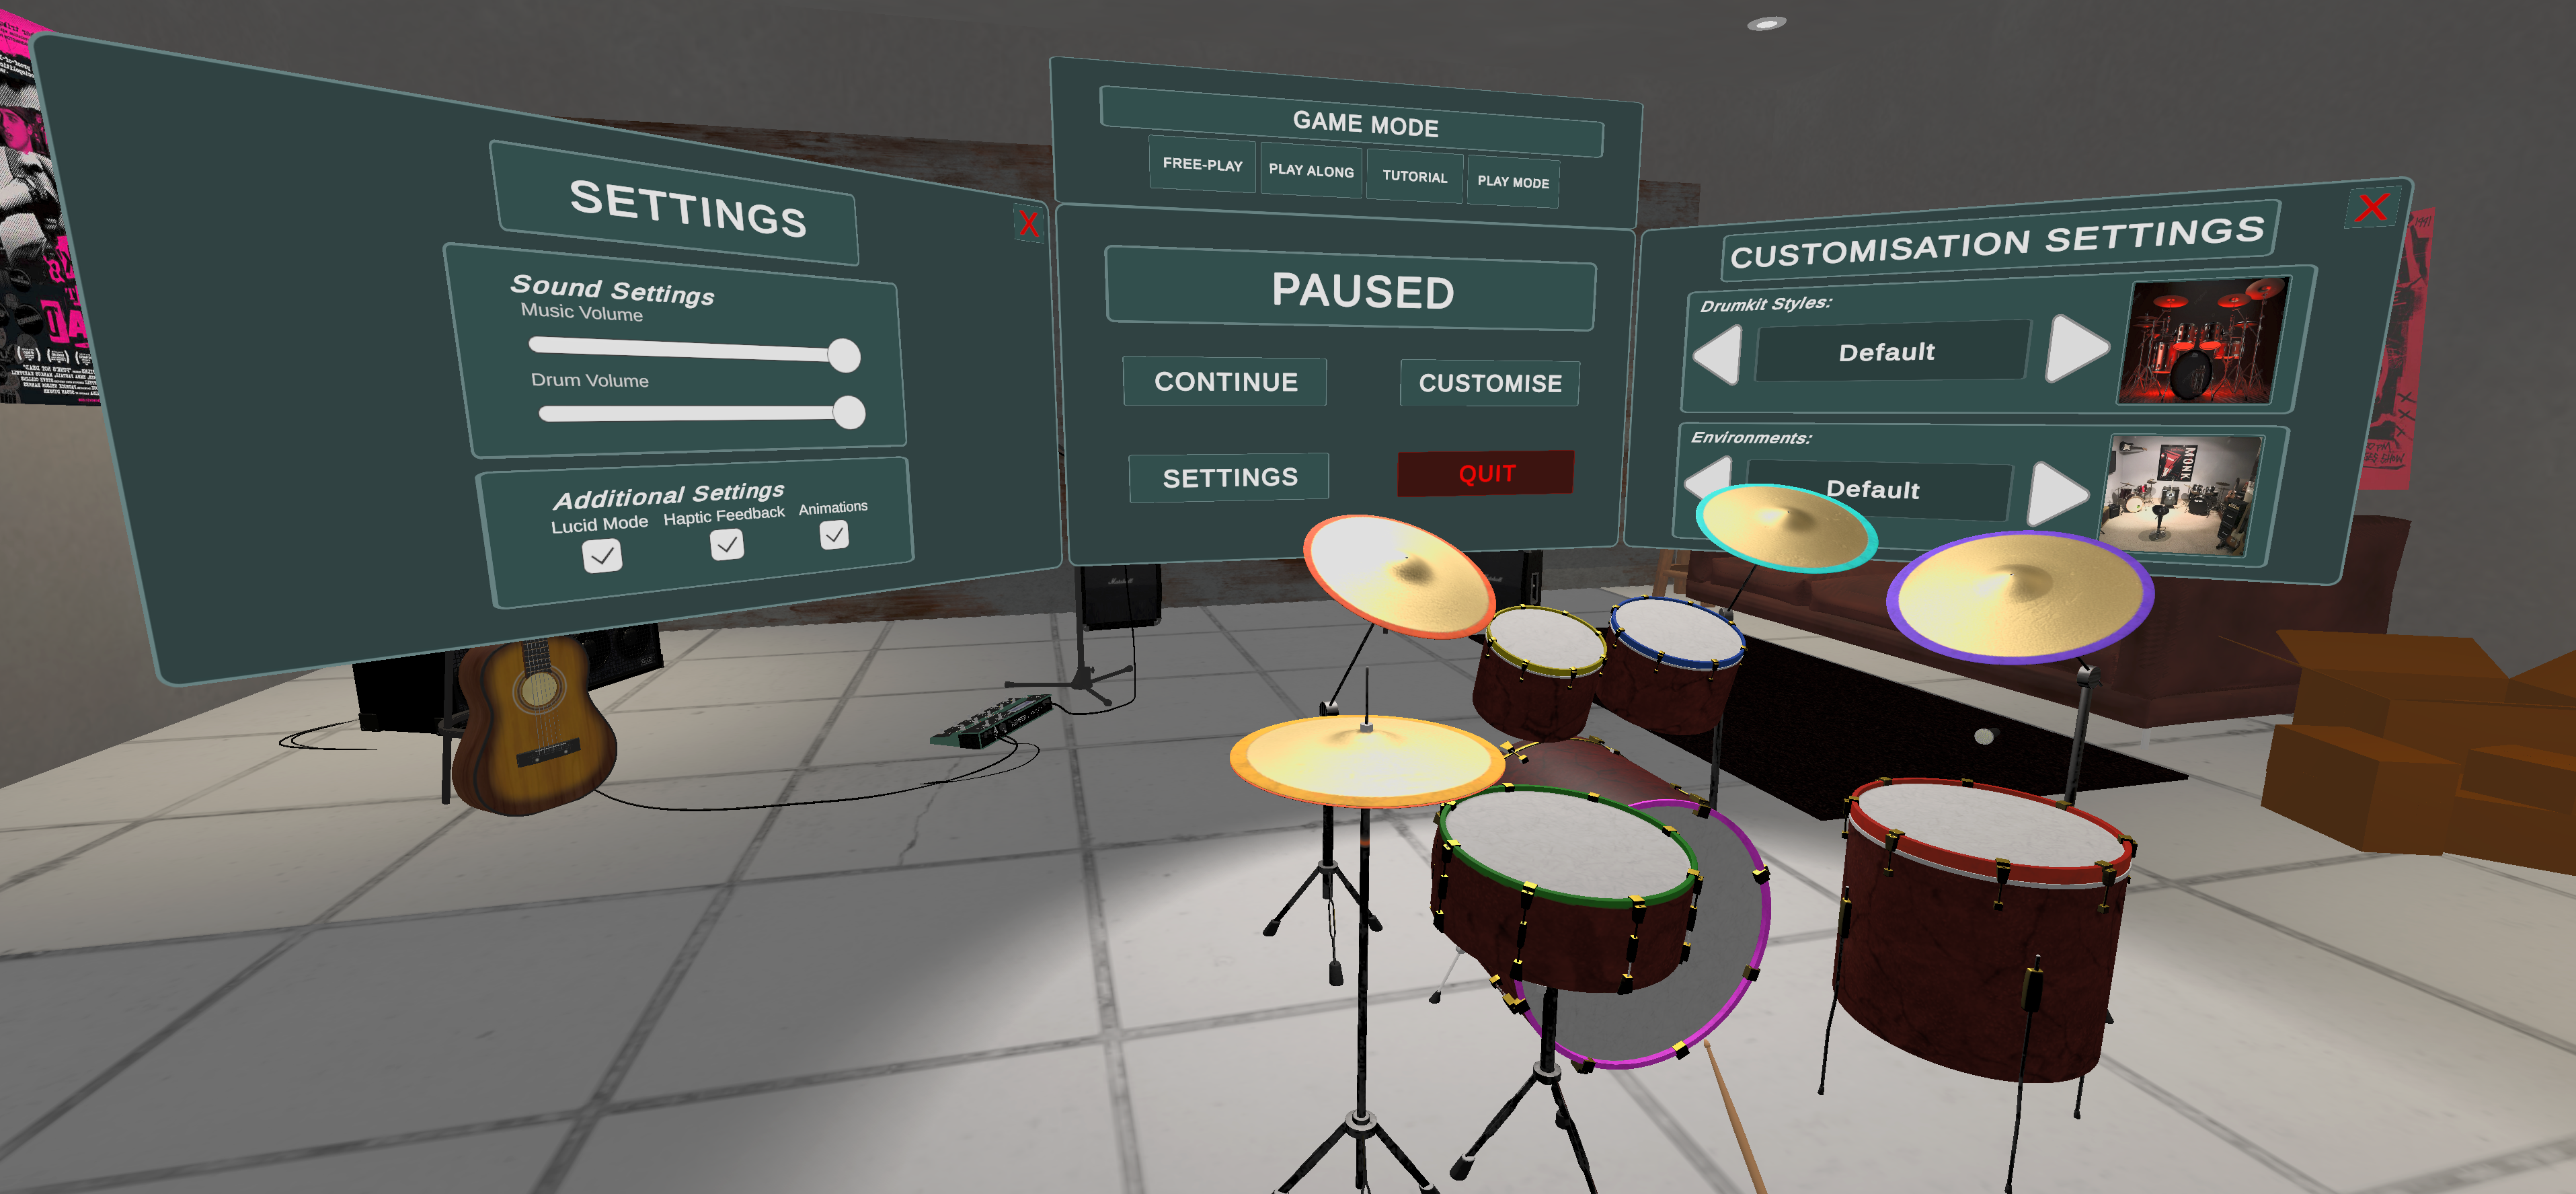 SETTINGS
X
Sound Settings
Music Volume
Drum Volume
Additional Settings
Lucid Mode
Haptic Feedback
Animations
GAME MODE
FREE-PLAY
PLAY ALONG
TUTORIAL
PLAY MODE
PAUSED
CONTINUE
CUSTOMISE
SETTINGS
QUIT
CUSTOMISATION SETTINGS
X
Drumkit Styles:
Default
Environments:
Default
MONK